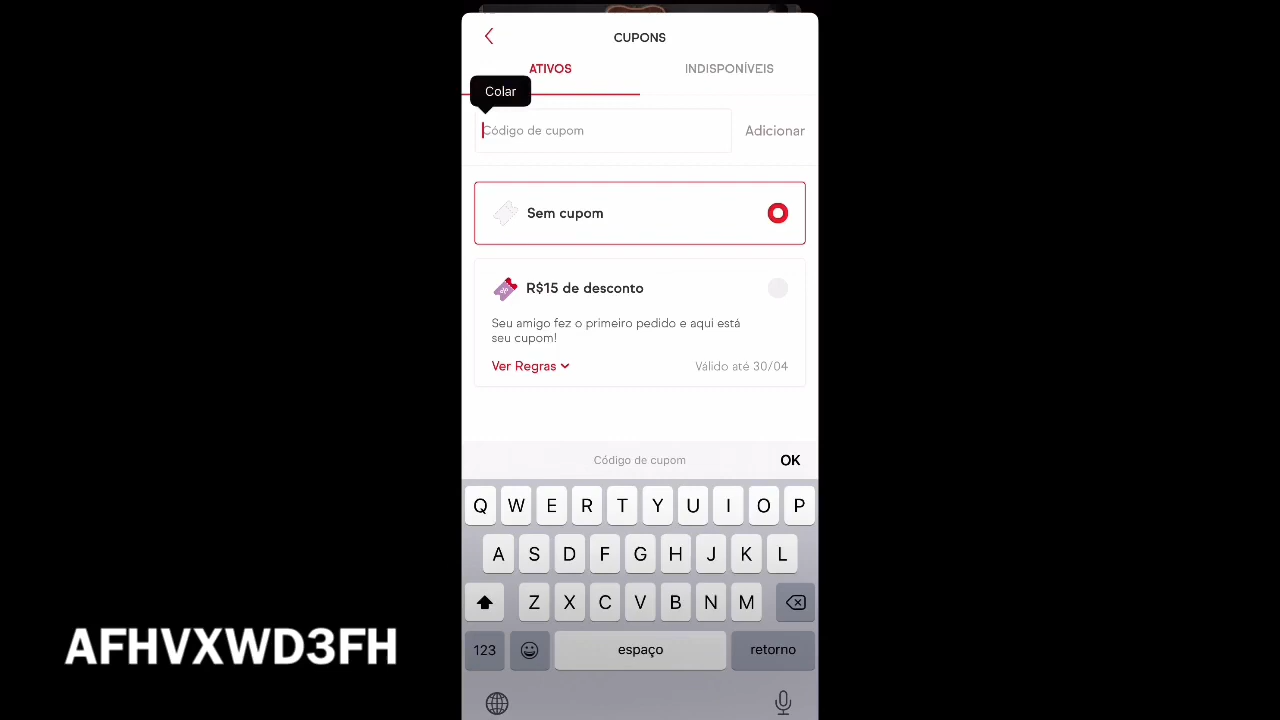 CUPONS
ATIVOS
INDISPONÍVEIS
Colar
Código de cupom
Adicionar
Sem cupom
R$15 de desconto
Seu amigo fez o primeiro pedido e aqui está
seu cupom!
Ver Regras
Válido até 30/04
Código de cupom
OK
Q W E R T Y U I O P
A S D F G H J K L
Z X C V B N M
123
espaço
retorno
AFHVXWD3FH